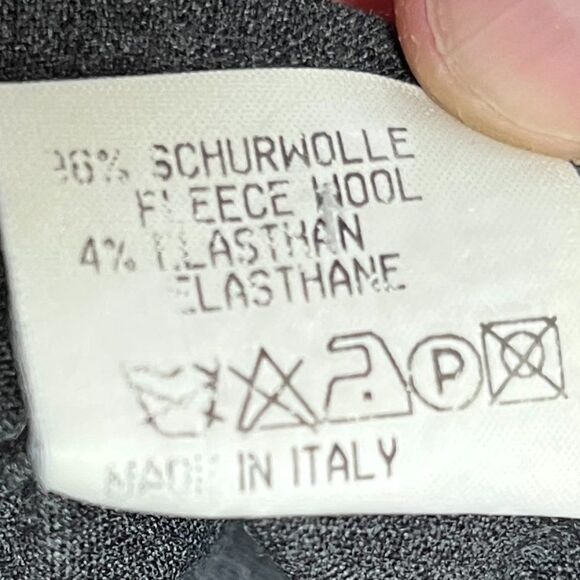 96% SCHURWOLLE
FLEECE WOOL
4% ELASTHAN
ELASTHANE
P
MADE IN ITALY